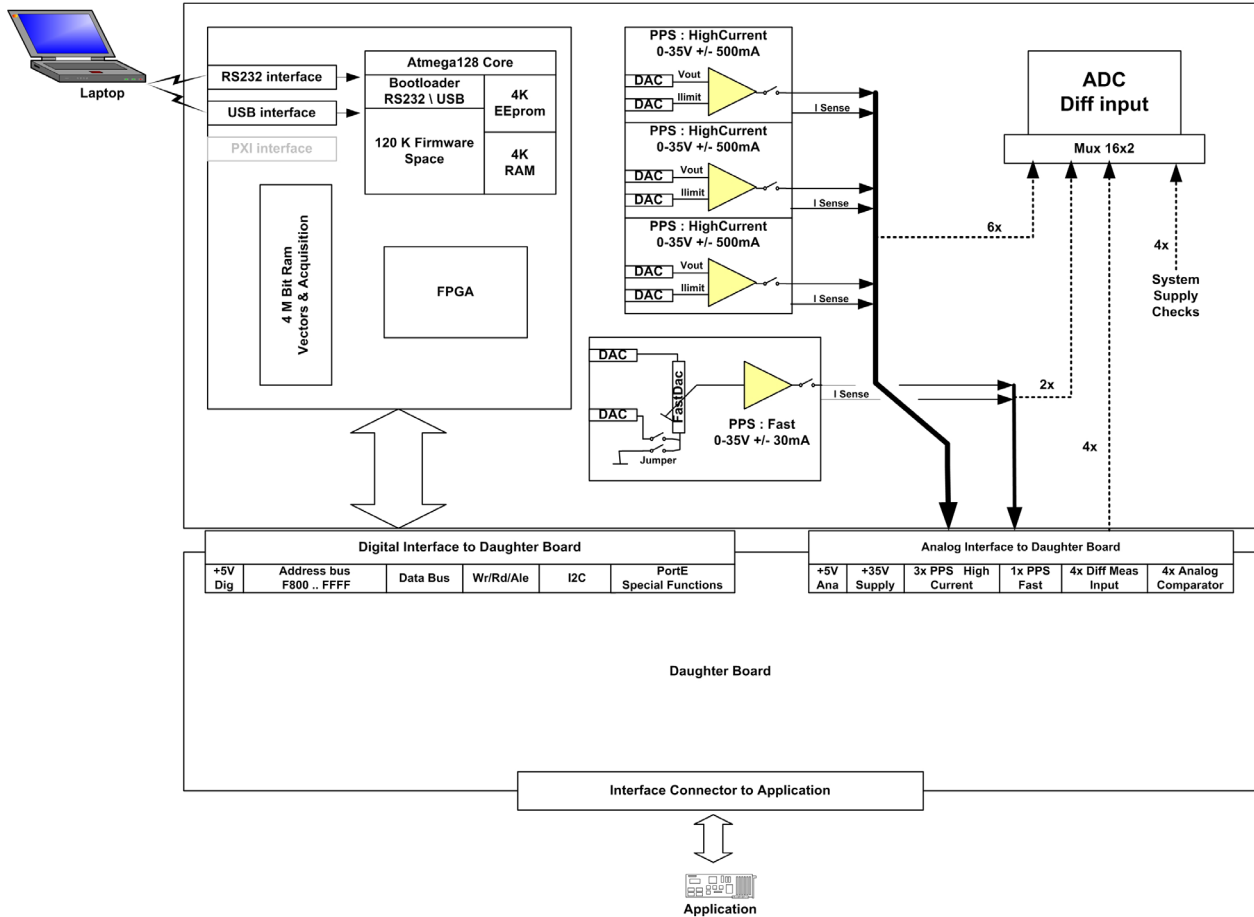 Laptop
RS232 interface
USB interface
PXI interface
Atmega128 Core
Bootloader
RS232 \ USB
4K
EEprom
120 K Firmware
Space
4K
RAM
4 M Bit Ram
Vectors & Acquisition
FPGA
PPS : HighCurrent
0-35V +/- 500mA
DAC
Vout
DAC
Ilimit
I Sense
PPS : HighCurrent
0-35V +/- 500mA
DAC
Vout
DAC
Ilimit
I Sense
PPS : HighCurrent
0-35V +/- 500mA
DAC
Vout
DAC
Ilimit
I Sense
DAC
DAC
FastDac
Jumper
PPS : Fast
0-35V +/- 30mA
I Sense
ADC
Diff input
Mux 16x2
6x
2x
4x
4x
System
Supply
Checks
Digital Interface to Daughter Board
+5V
Dig
Address bus
F800 .. FFFF
Data Bus
Wr/Rd/Ale
I2C
PortE
Special Functions
Analog Interface to Daughter Board
+5V
Ana
+35V
Supply
3x PPS High
Current
1x PPS
Fast
4x Diff Meas
Input
4x Analog
Comparator
Daughter Board
Interface Connector to Application
Application